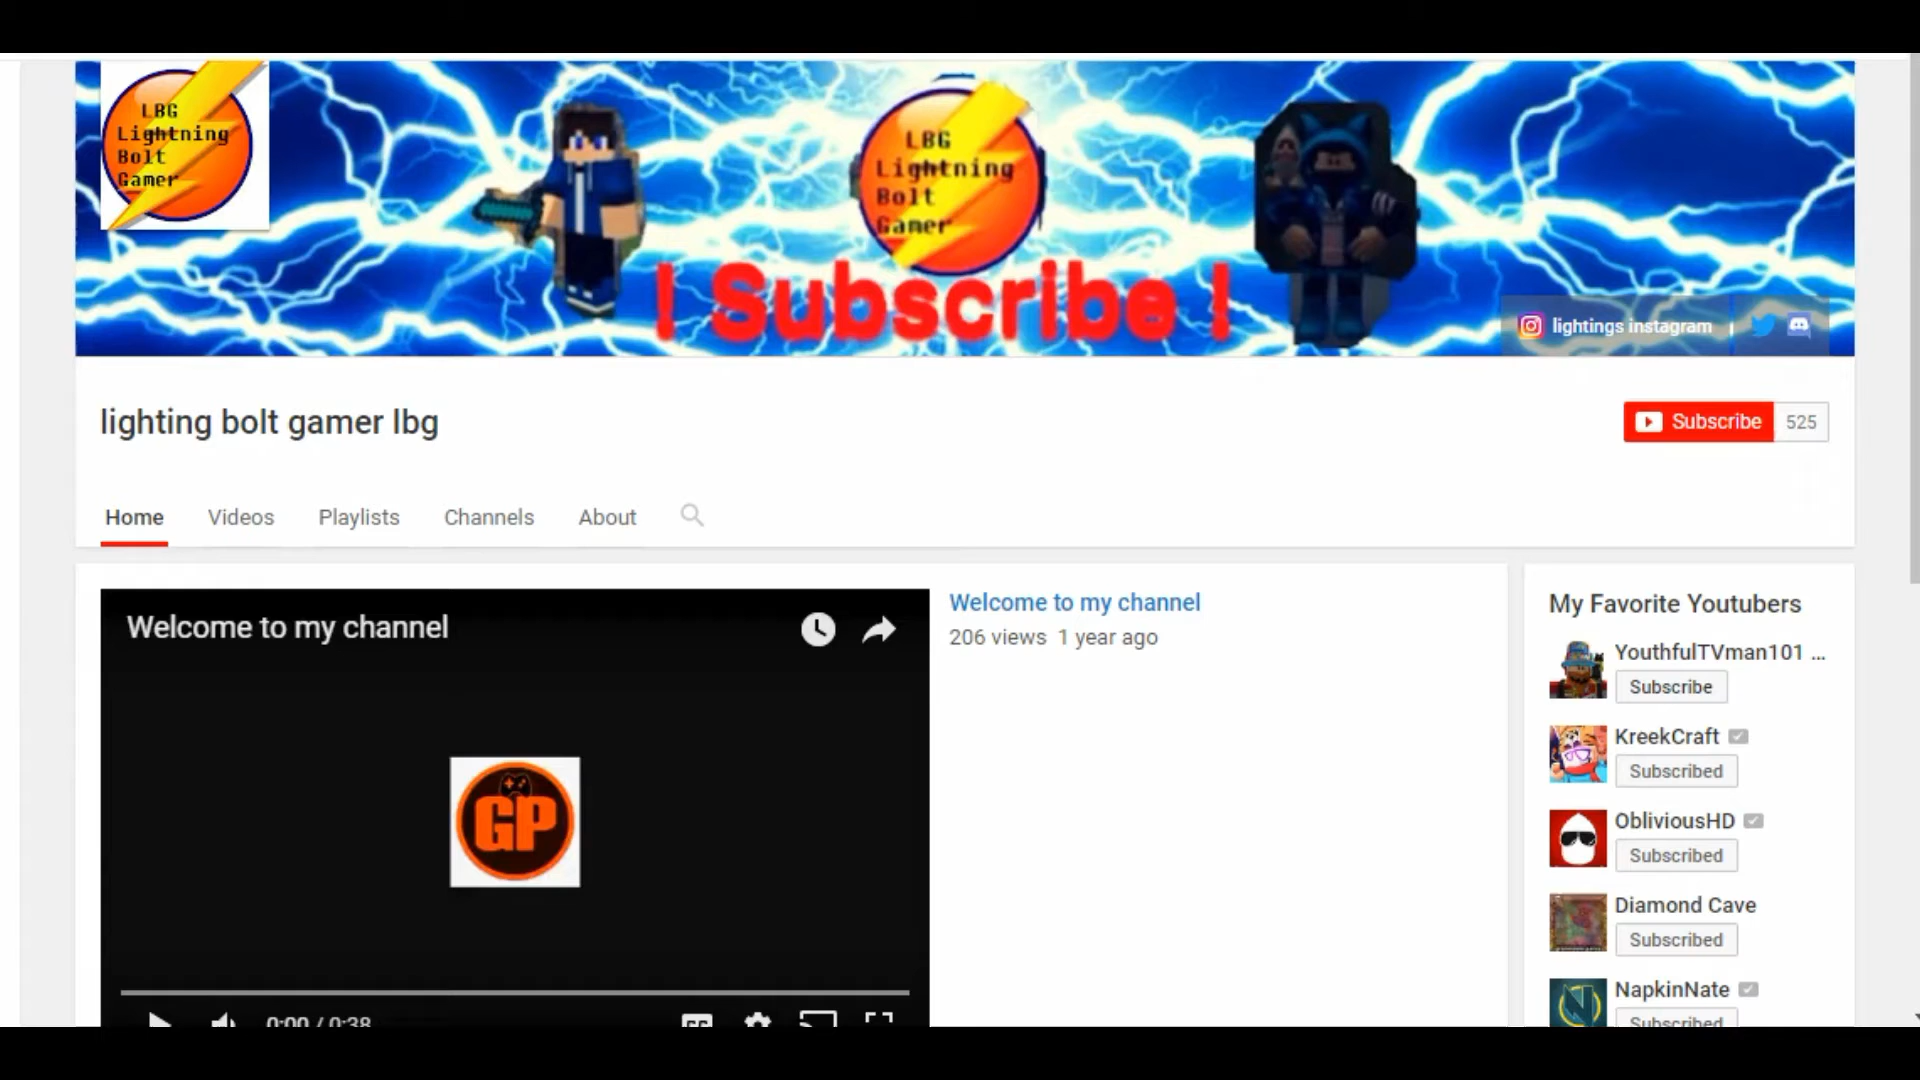 LBG
Lightning
Bolt
Gamer
LBG
Lightning
Bolt
Gamer
! Subscribe !
lightings instagram
lighting bolt gamer lbg
Subscribe 525
Home Videos Playlists Channels About
Welcome to my channel
GP
0:00 / 0:38
CC
Welcome to my channel
206 views 1 year ago
My Favorite Youtubers
YouthfulTVman101 ...
Subscribe
KreekCraft
Subscribed
ObliviousHD
Subscribed
Diamond Cave
Subscribed
NapkinNate
Subscribed